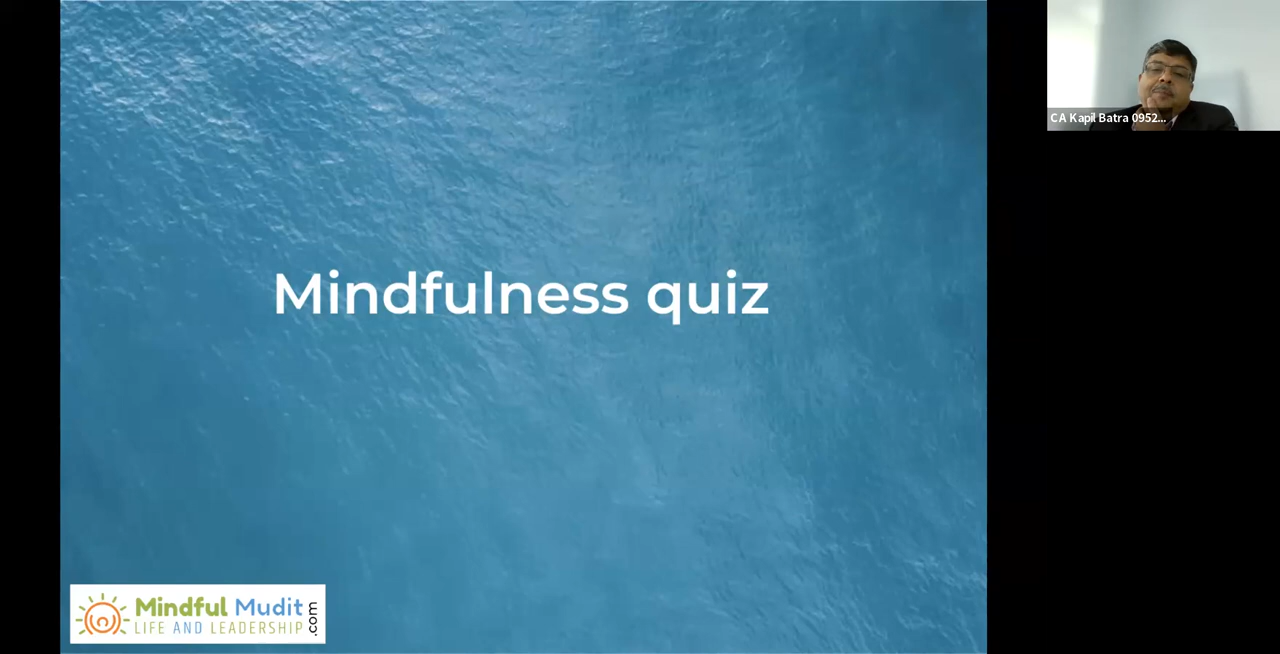 Mindfulness quiz
CA Kapil Batra 0952...
Mindful Mudit
LIFE AND LEADERSHIP
.com